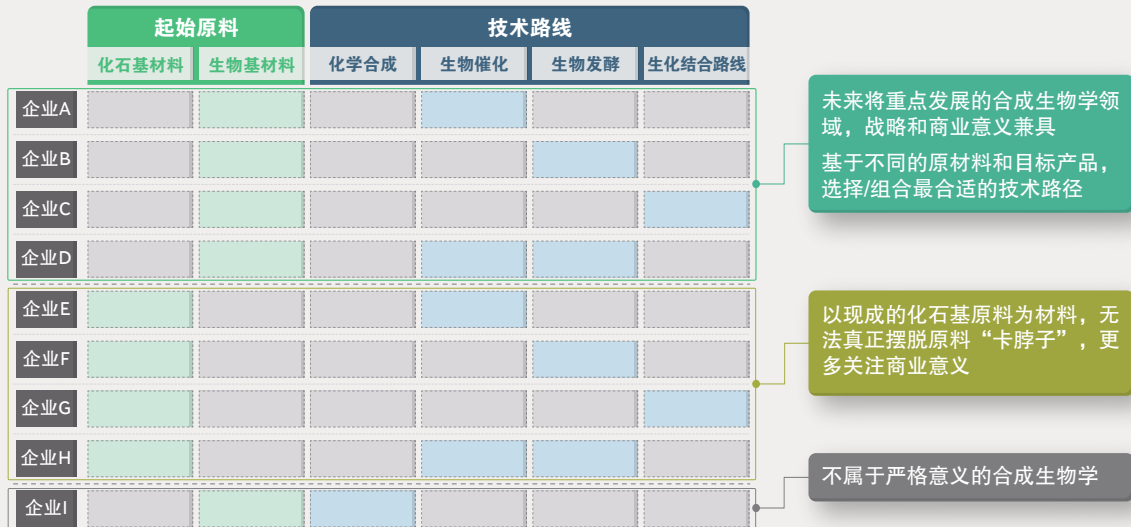 起始原料
技术路线
化石基材料
生物基材料
化学合成
生物催化
生物发酵
生化结合路线
企业A
企业B
企业C
企业D
企业E
企业F
企业G
企业H
企业I
未来将重点发展的合成生物学领
域，战略和商业意义兼具
基于不同的原材料和目标产品，
选择/组合最合适的技术路径
以现成的化石基原料为材料，无
法真正摆脱原料“卡脖子”，更
多关注商业意义
不属于严格意义的合成生物学